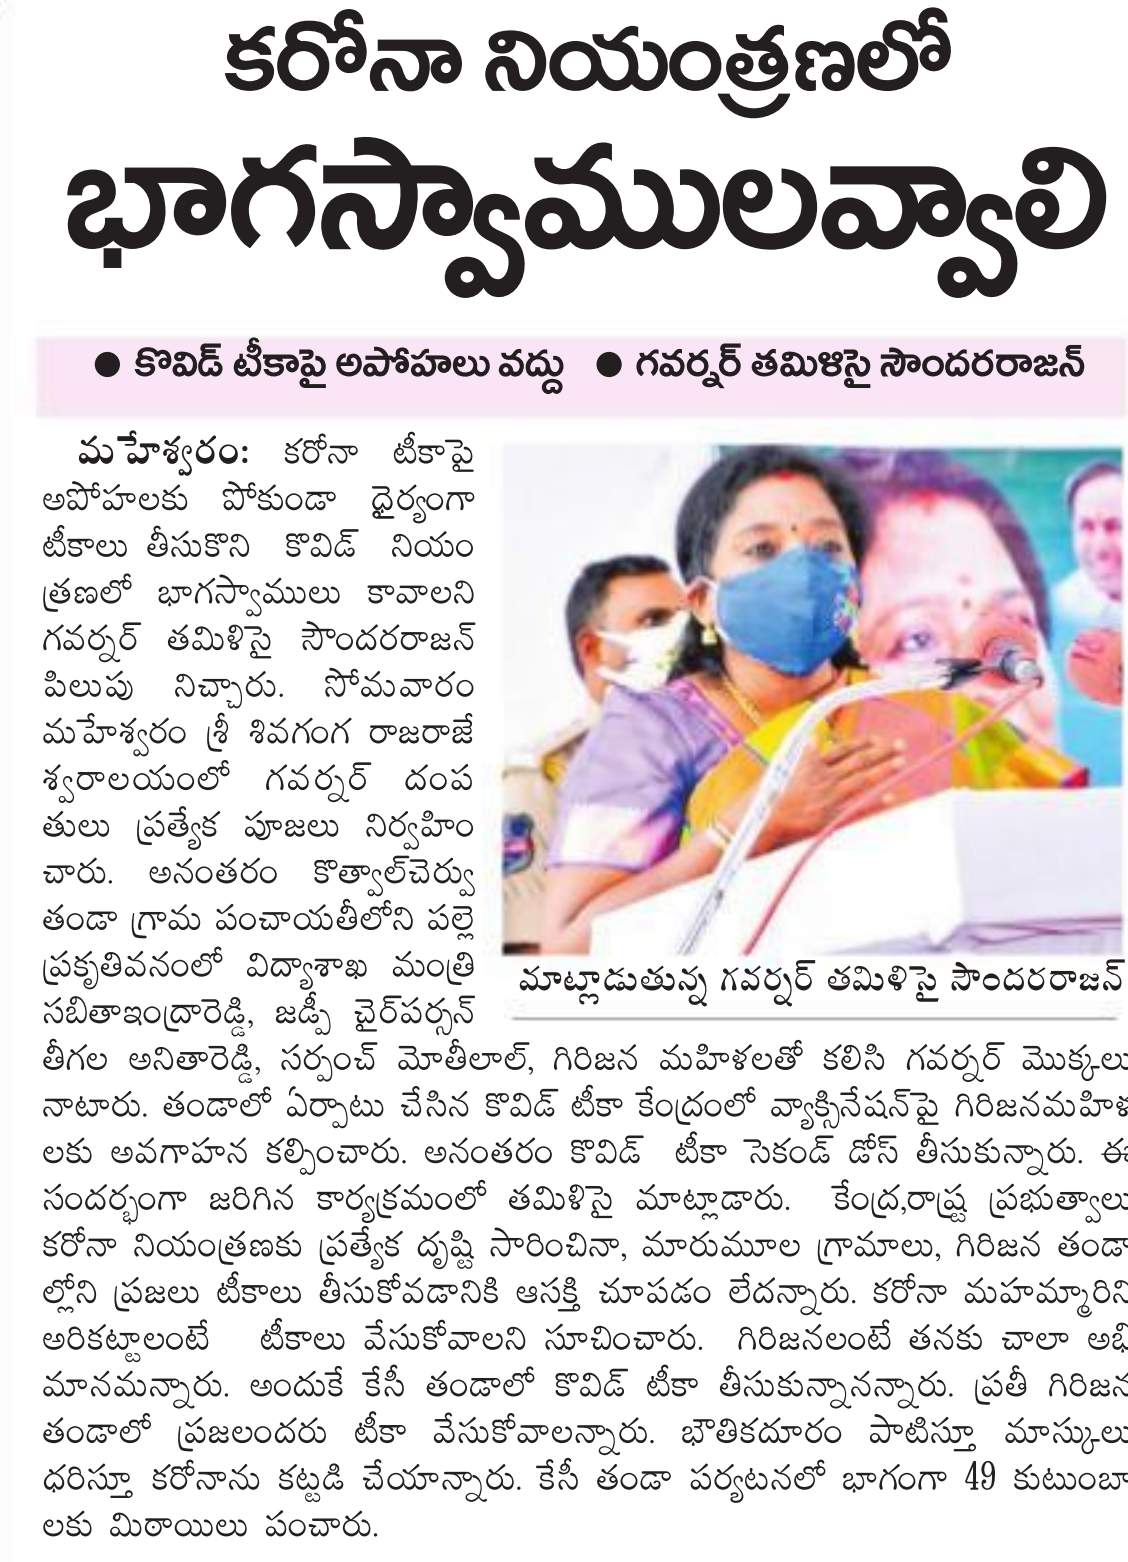 కరోనా నియంత్రణలో
భాగస్వాములవ్వాలి
● కొవిడ్ టీకాపై అపోహలు వద్దు ● గవర్నర్ తమిళిసై సౌందరరాజన్
మహేశ్వరం: కరోనా టీకాపై
అపోహలకు పోకుండా ధైర్యంగా
టీకాలు తీసుకొని కొవిడ్ నియం
త్రణలో భాగస్వాములు కావాలని
గవర్నర్ తమిళిసై సౌందరరాజన్
పిలుపు నిచ్చారు. సోమవారం
మహేశ్వరం శ్రీ శివగంగ రాజరాజే
శ్వరాలయంలో గవర్నర్ దంప
తులు ప్రత్యేక పూజలు నిర్వహిం
చారు. అనంతరం కొత్వాల్‌చెర్వు
తండా గ్రామ పంచాయతీలోని పల్లె
ప్రకృతివనంలో విద్యాశాఖ మంత్రి
సబితాఇంద్రారెడ్డి, జడ్పీ చైర్‌పర్సన్
మాట్లాడుతున్న గవర్నర్ తమిళిసై సౌందరరాజన్
తీగల అనితారెడ్డి, సర్పంచ్ మోతీలాల్, గిరిజన మహిళలతో కలిసి గవర్నర్ మొక్కలు
నాటారు. తండాలో ఏర్పాటు చేసిన కొవిడ్ టీకా కేంద్రంలో వ్యాక్సినేషన్‌పై గిరిజనమహిళ
లకు అవగాహన కల్పించారు. అనంతరం కొవిడ్ టీకా సెకండ్ డోస్ తీసుకున్నారు. ఈ
సందర్భంగా జరిగిన కార్యక్రమంలో తమిళిసై మాట్లాడారు. కేంద్ర,రాష్ట్ర ప్రభుత్వాలు
కరోనా నియంత్రణకు ప్రత్యేక దృష్టి సారించినా, మారుమూల గ్రామాలు, గిరిజన తండా
ల్లోని ప్రజలు టీకాలు తీసుకోవడానికి ఆసక్తి చూపడం లేదన్నారు. కరోనా మహమ్మారిని
అరికట్టాలంటే టీకాలు వేసుకోవాలని సూచించారు. గిరిజనలంటే తనకు చాలా అభి
మానమన్నారు. అందుకే కేసీ తండాలో కొవిడ్ టీకా తీసుకున్నానన్నారు. ప్రతీ గిరిజన
తండాలో ప్రజలందరు టీకా వేసుకోవాలన్నారు. భౌతికదూరం పాటిస్తూ మాస్కులు
ధరిస్తూ కరోనాను కట్టడి చేయాన్నారు. కేసీ తండా పర్యటనలో భాగంగా 49 కుటుంబా
లకు మిఠాయిలు పంచారు.